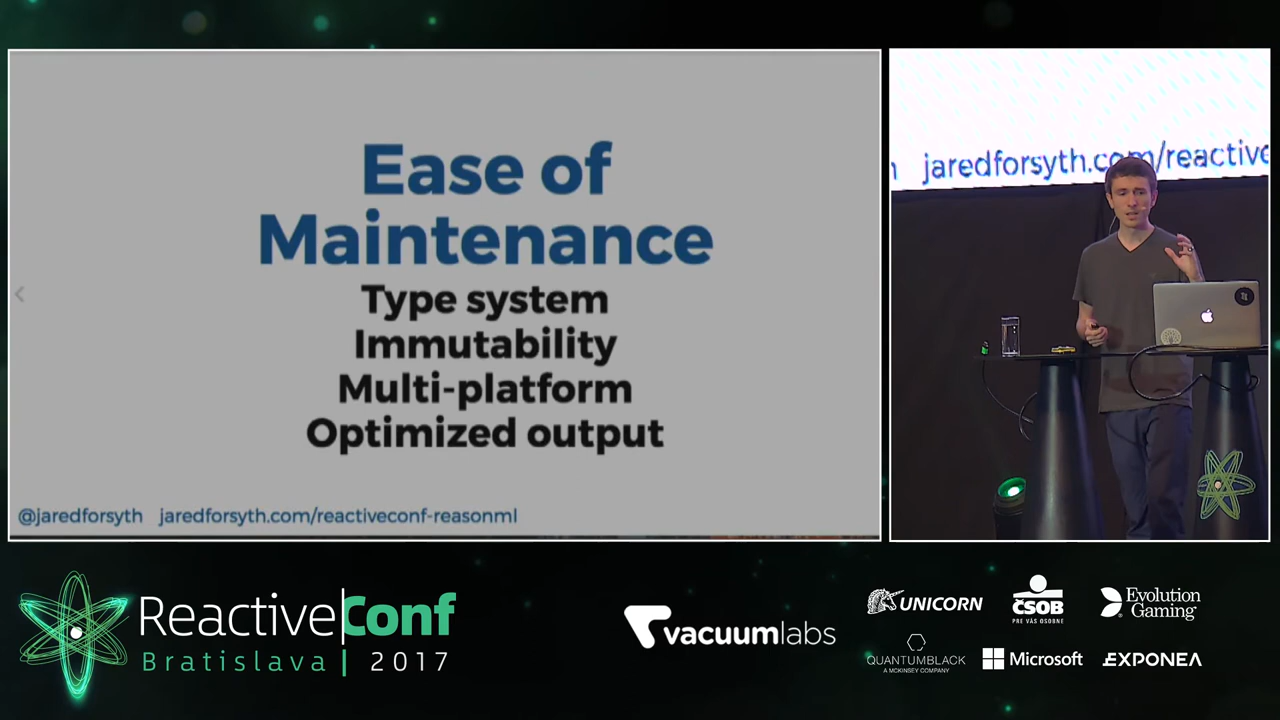 Ease of
Maintenance
Type system
Immutability
Multi-platform
Optimized output
@jaredforsyth jaredforsyth.com/reactiveconf-reasonml
jaredforsyth.com/reactive
ReactiveConf
Bratislava | 2017
vacuumlabs
UNICORN
ČSOB
PRE VÁS OSOBNE
Evolution
Gaming
QUANTUMBLACK
A MCKINSEY COMPANY
Microsoft
EXPONEA